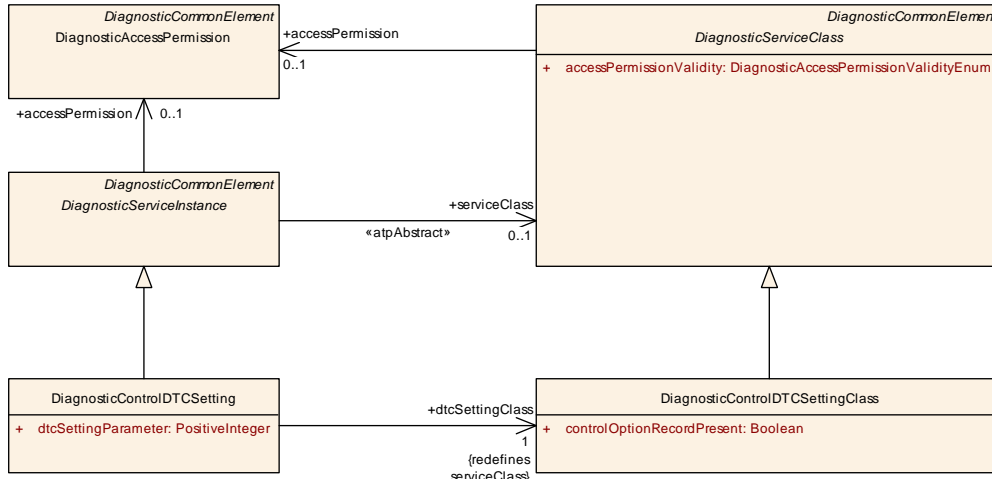 DiagnosticCommonElement
DiagnosticAccessPermission
DiagnosticCommonElement
DiagnosticServiceClass
+ accessPermissionValidity: DiagnosticAccessPermissionValidityEnum
+accessPermission
0..1
+accessPermission
0..1
DiagnosticCommonElement
DiagnosticServiceInstance
+serviceClass
«atpAbstract»
0..1
DiagnosticControlDTCSetting
+ dtcSettingParameter: PositiveInteger
+dtcSettingClass
1
{redefines
serviceClass}
DiagnosticControlDTCSettingClass
+ controlOptionRecordPresent: Boolean